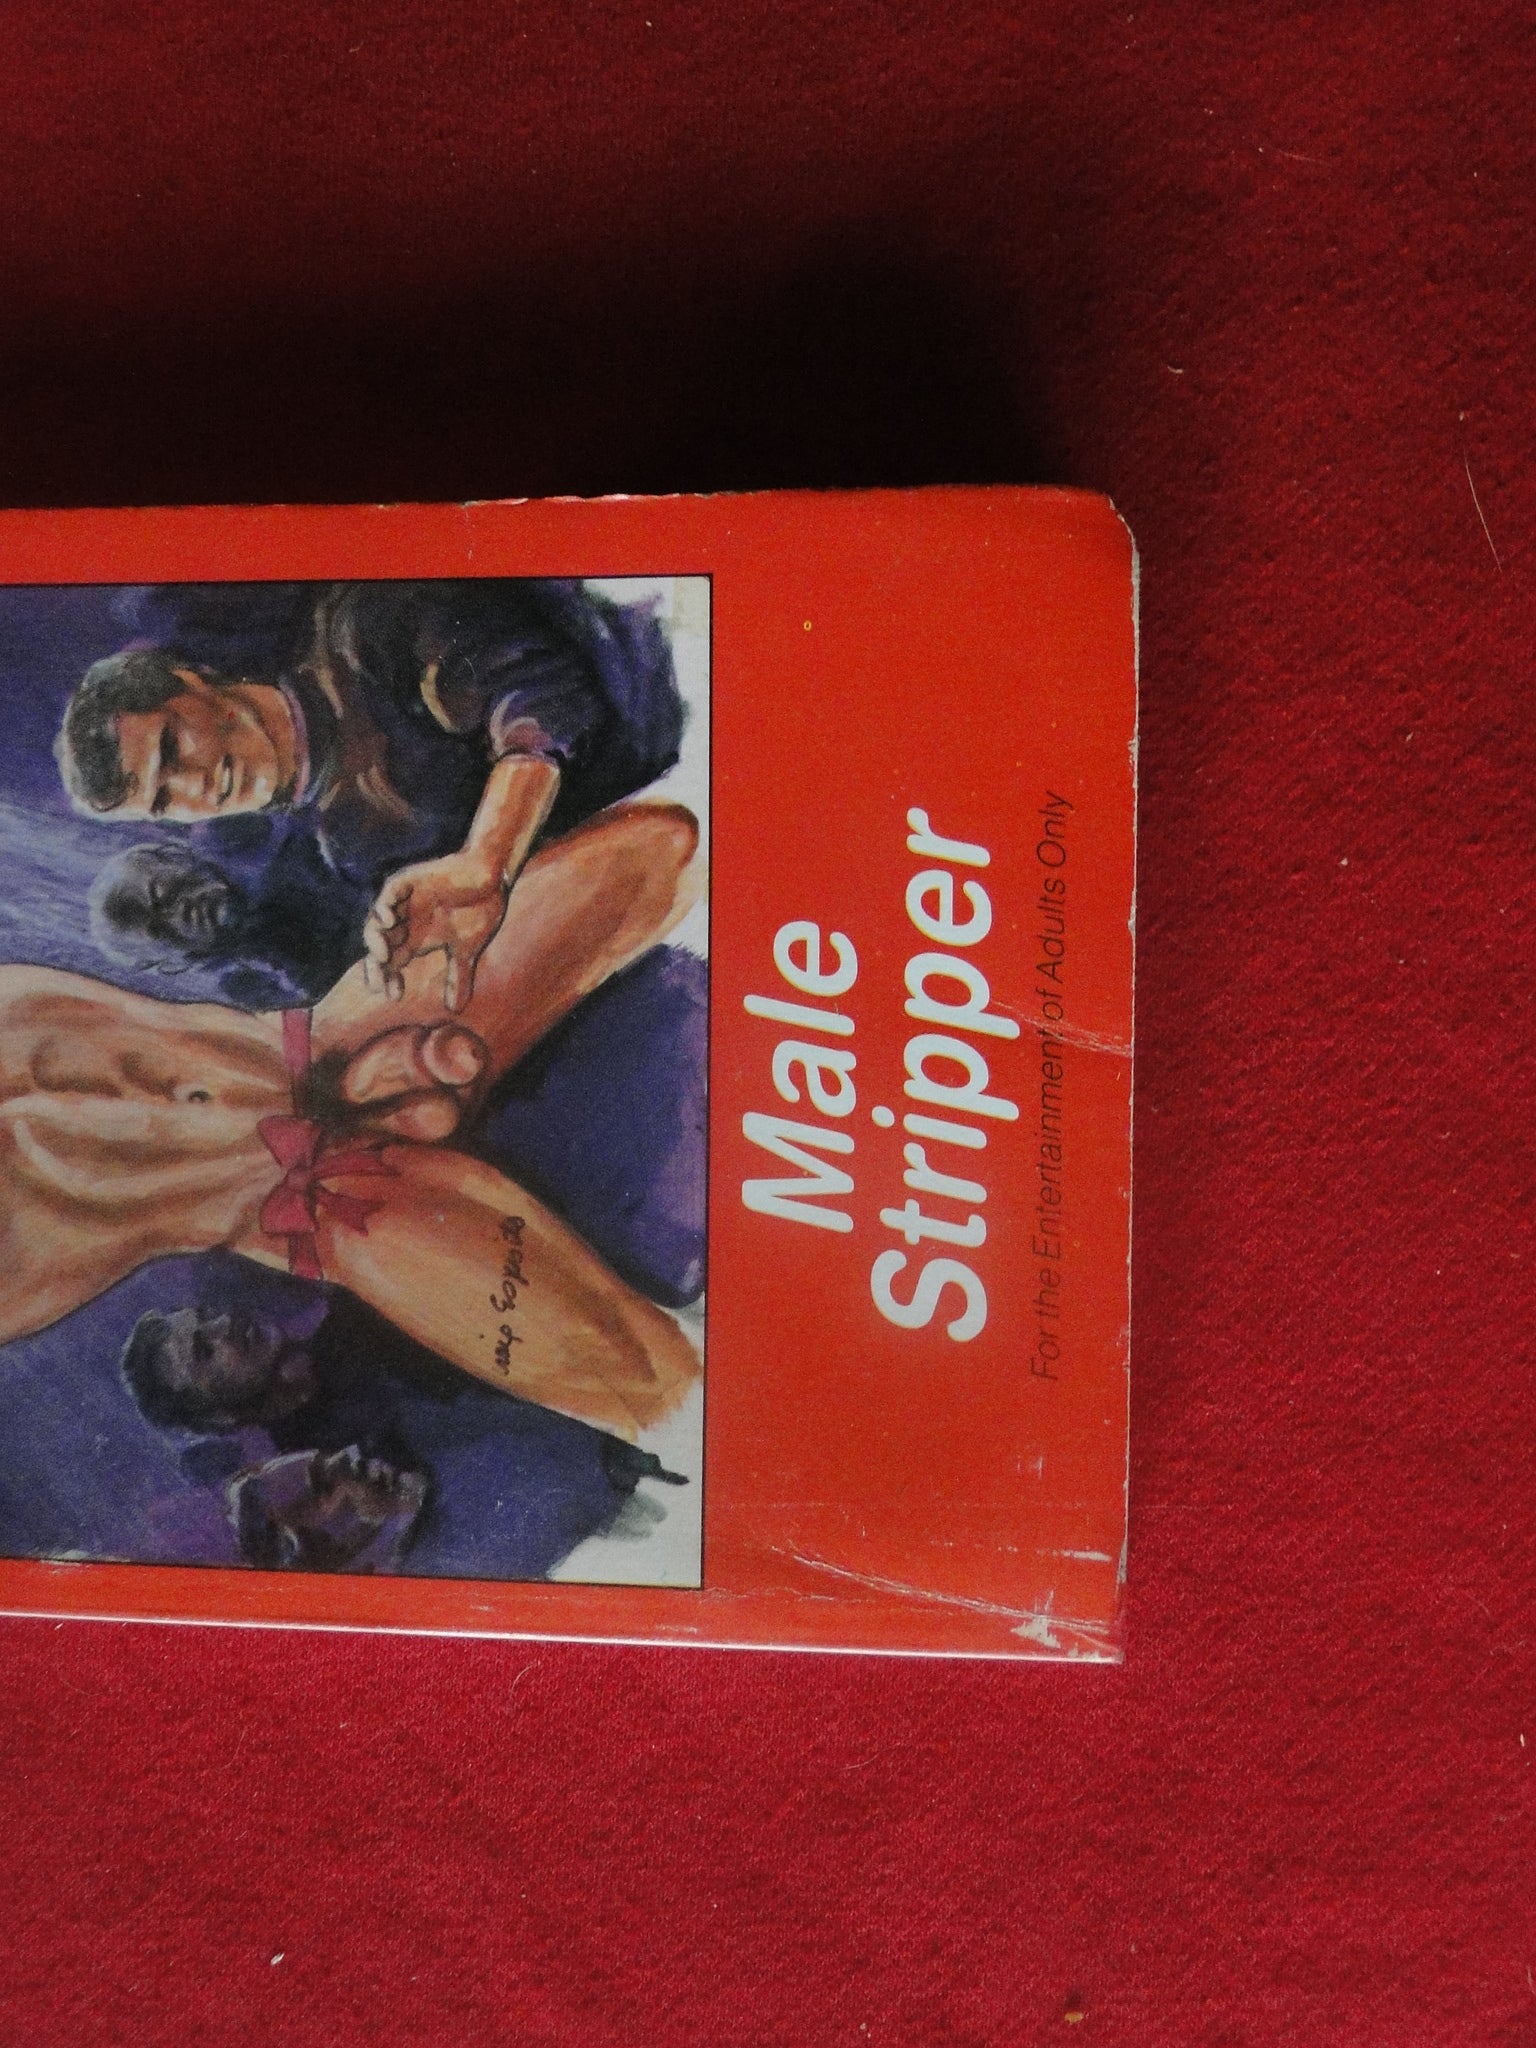 Male
Stripper
For the Entertainment of Adults Only